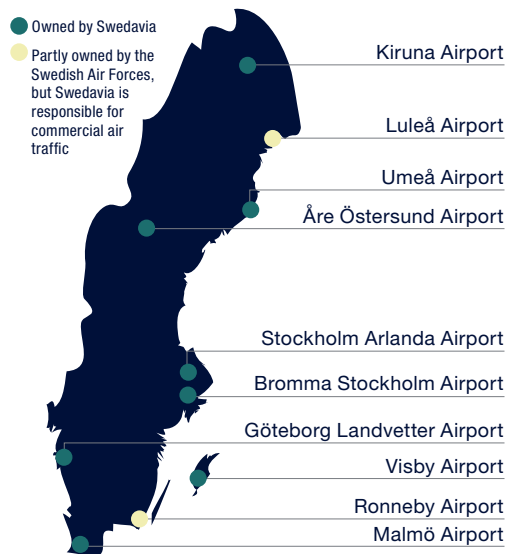 Owned by Swedavia
Partly owned by the
Swedish Air Forces,
but Swedavia is
responsible for
commercial air
traffic
Kiruna Airport
Luleå Airport
Umeå Airport
Åre Östersund Airport
Stockholm Arlanda Airport
Bromma Stockholm Airport
Göteborg Landvetter Airport
Visby Airport
Ronneby Airport
Malmö Airport